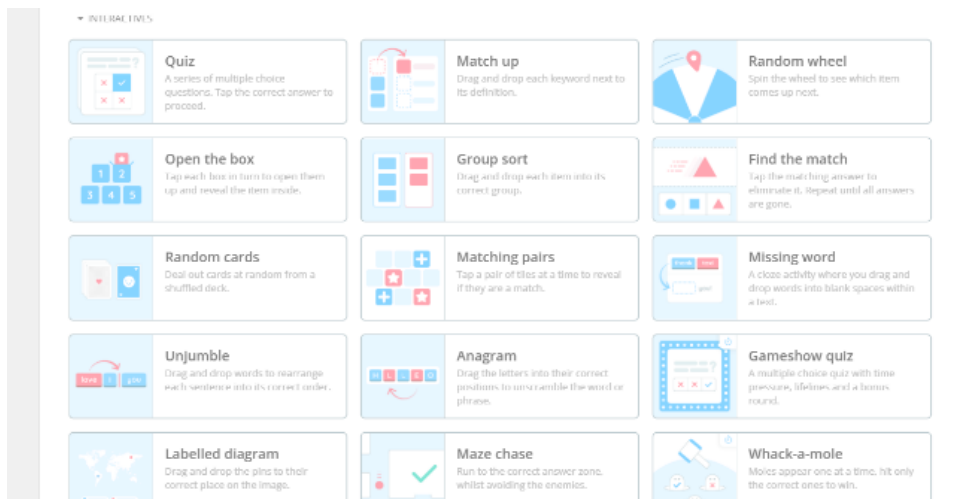 INTERACTIVES
Quiz
A series of multiple choice
questions. Tap the correct answer to
proceed.
Match up
Drag and drop each keyword next to
its definition.
Random wheel
Spin the wheel to see which item
comes up next.
Open the box
Tap each box in turn to open them
up and reveal the item inside.
1 2
3 4 5
Group sort
Drag and drop each item into its
correct group.
Find the match
Tap the matching answer to
eliminate it. Repeat until all answers
are gone.
Random cards
Deal out cards at random from a
shuffled deck.
Matching pairs
Tap a pair of tiles at a time to reveal
if they are a match.
Missing word
A cloze activity where you drag and
drop words into blank spaces within
a text.
Unjumble
Drag and drop words to rearrange
each sentence into its correct order.
Anagram
Drag the letters into their correct
positions to unscramble the word or
phrase.
Gameshow quiz
A multiple choice quiz with time
pressure, lifelines and a bonus
round.
Labelled diagram
Drag and drop the pins to their
correct place on the image.
Maze chase
Run to the correct answer zone,
whilst avoiding the enemies.
Whack-a-mole
Moles appear one at a time, hit only
the correct ones to win.